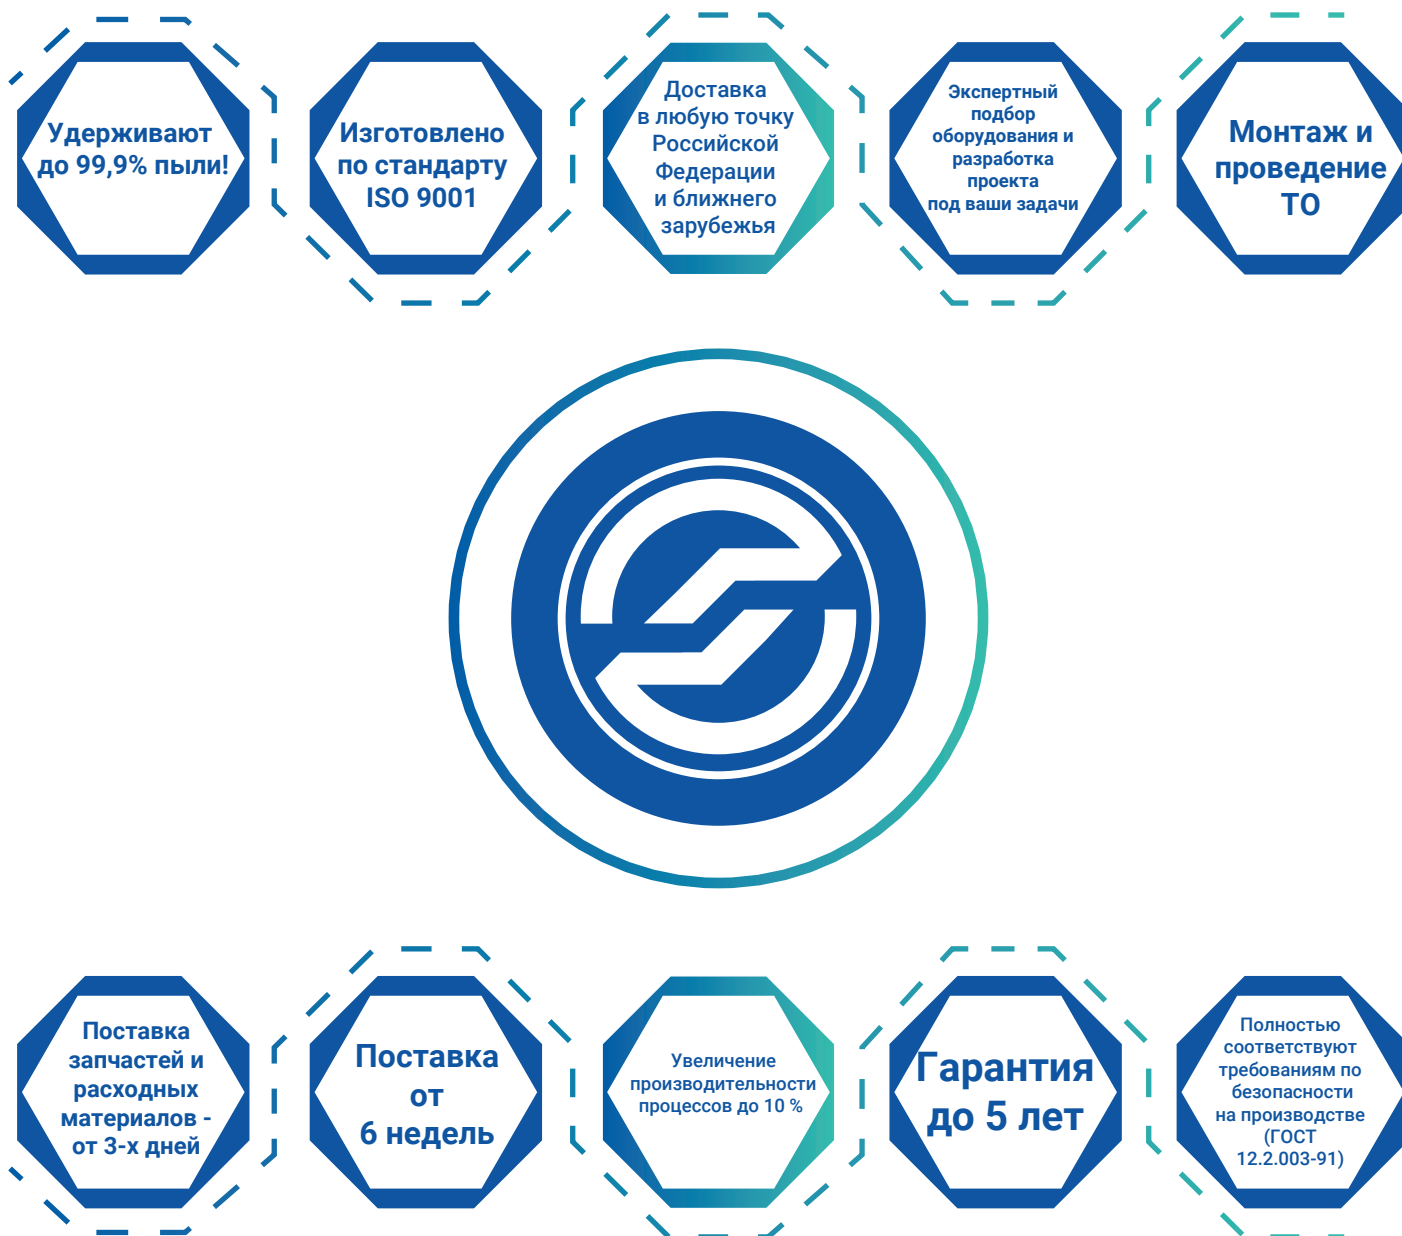 Удерживают
до 99,9% пыли!
Изготовлено
по стандарту
ISO 9001
Доставка
в любую точку
Российской
Федерации
и ближнего
зарубежья
Экспертный
подбор
оборудования и
разработка
проекта
под ваши задачи
Монтаж и
проведение
ТО
Поставка
запчастей и
расходных
материалов -
от 3-х дней
Поставка
от
6 недель
Увеличение
производительности
процессов до 10 %
Гарантия
до 5 лет
Полностью
соответствуют
требованиям по
безопасности
на производстве
(ГОСТ
12.2.003-91)